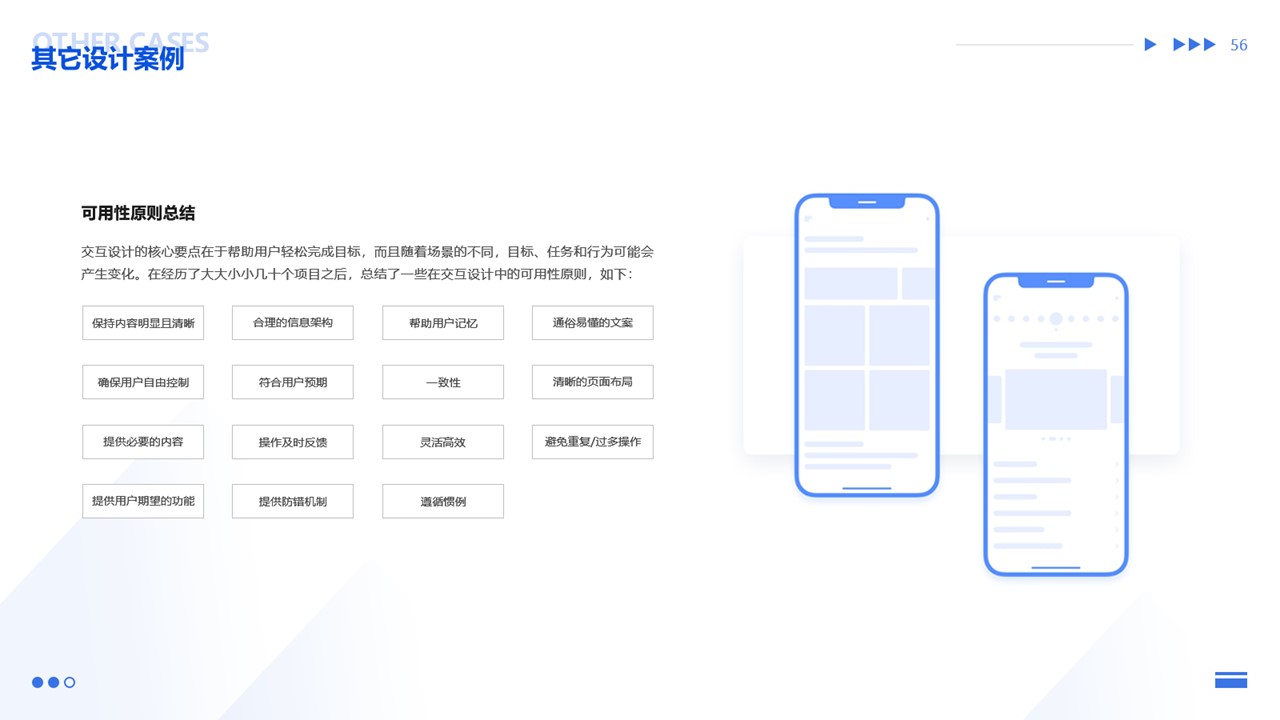 OTHER CASES
其它设计案例
56
可用性原则总结
交互设计的核心要点在于帮助用户轻松完成目标，而且随着场景的不同，目标、任务和行为可能会
产生变化。在经历了大大小小几十个项目之后，总结了一些在交互设计中的可用性原则，如下：
保持内容明显且清晰
合理的信息架构
帮助用户记忆
通俗易懂的文案
确保用户自由控制
符合用户预期
一致性
清晰的页面布局
提供必要的内容
操作及时反馈
灵活高效
避免重复/过多操作
提供用户期望的功能
提供防错机制
遵循惯例